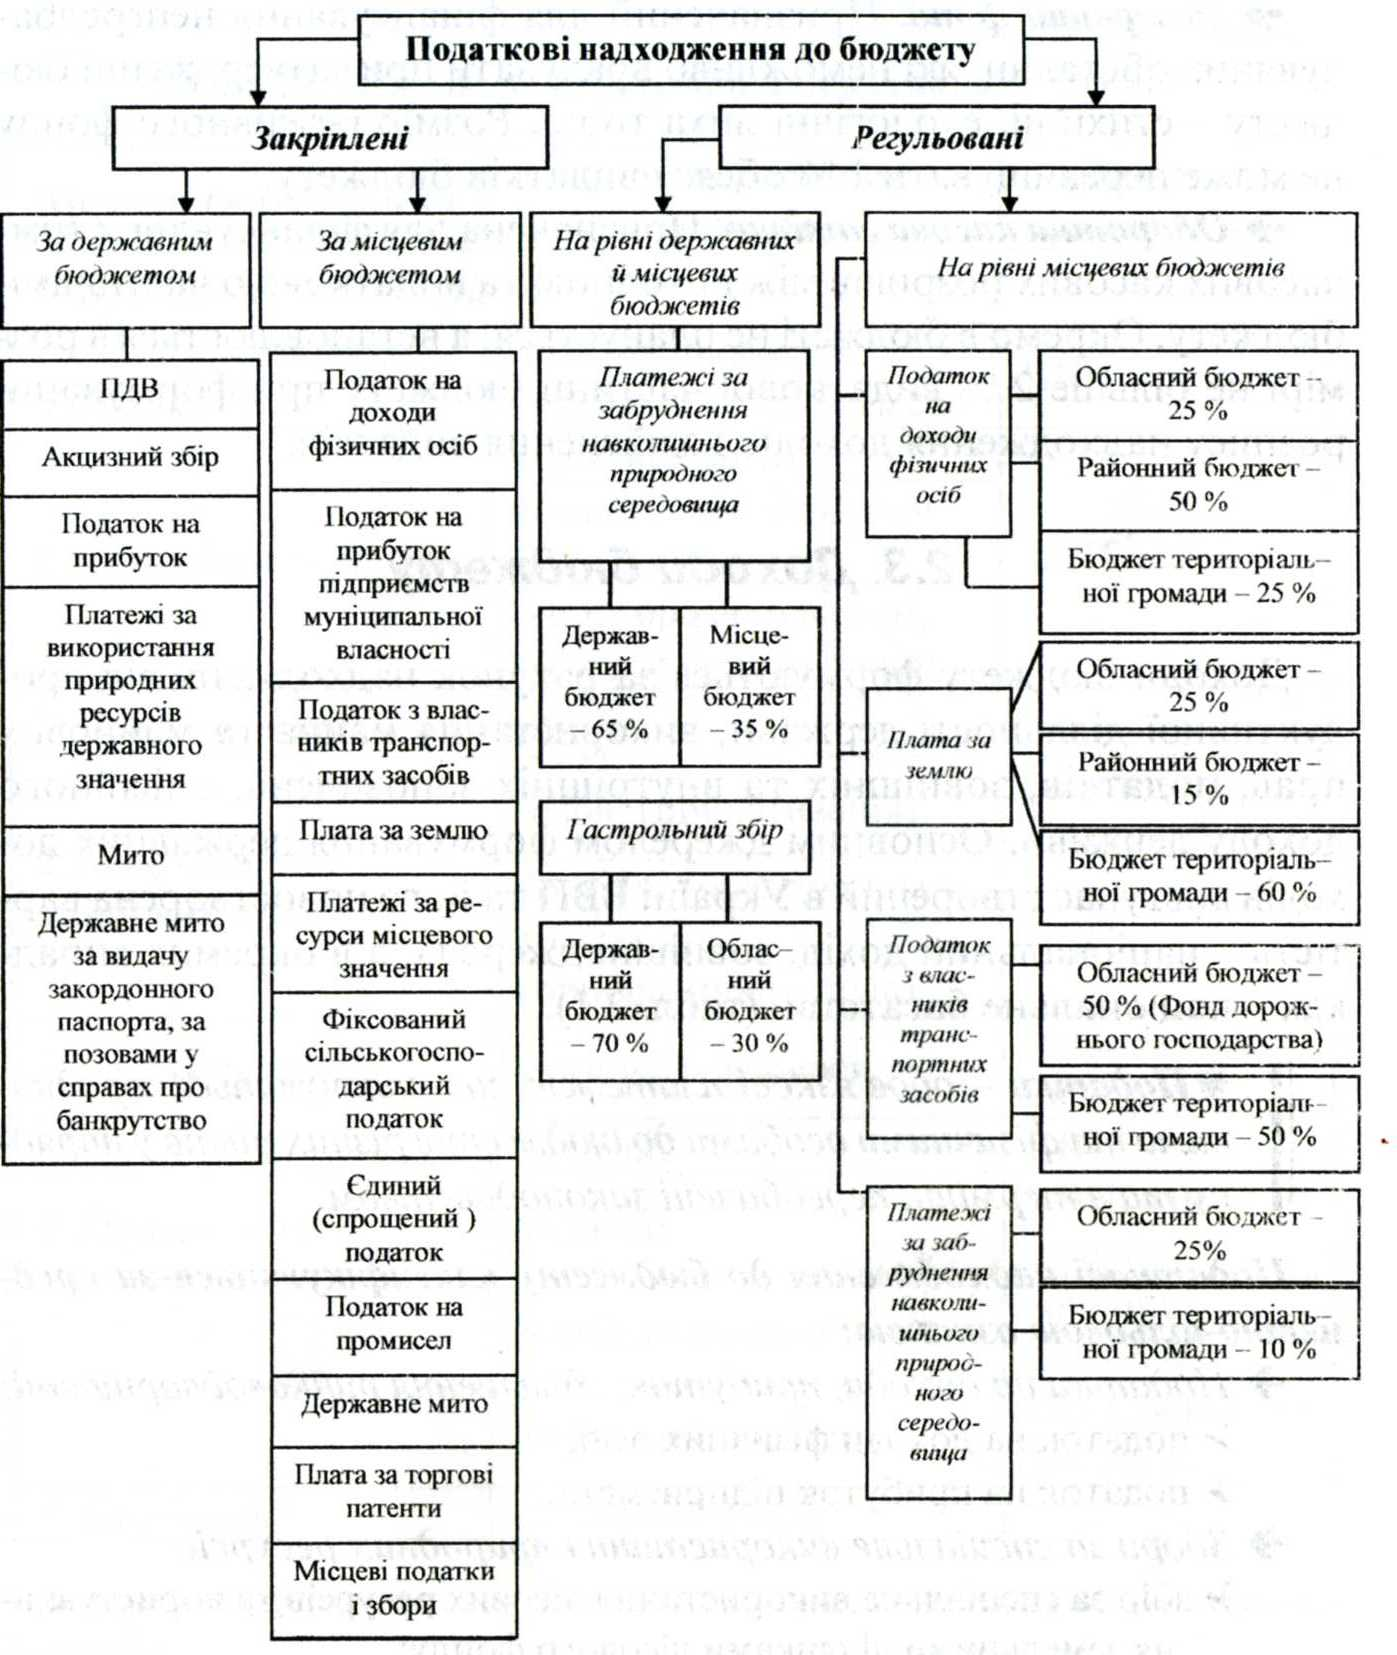 Податкові надходження до бюджету
Закріплені
Регульовані
За державним
бюджетом
За місцевим
бюджетом
На рівні державних
й місцевих
бюджетів
На рівні місцевих бюджетів
ПДВ
Акцизний збір
Податок на
прибуток
Платежі за
використання
природних
ресурсів
державного
значення
Мито
Державне мито
за видачу
закордонного
паспорта, за
позовами у
справах про
банкрутство
Податок на
доходи
фізичних осіб
Податок на
прибуток
підприємств
муніципальної
власності
Податок з влас-
ників транспор-
тних засобів
Плата за землю
Платежі за ре-
сурси місцевого
значення
Фіксований
сільськогоспо-
дарський
податок
Єдиний
(спрощений )
податок
Податок на
промисел
Державне мито
Плата за торгові
патенти
Місцеві податки
і збори
Платежі за
забруднення
навколишнього
природного
середовища
Держав-
ний
бюджет
– 65 %
Місце-
вий
бюджет
– 35 %
Гастрольний збір
Держав-
ний
бюджет
– 70 %
Облас–
ний
бюджет
– 30 %
Податок
на
доходи
фізичних
осіб
Обласний бюджет –
25 %
Районний бюджет –
50 %
Бюджет територіаль–
ної громади – 25 %
Плата за
землю
Обласний бюджет –
25 %
Районний бюджет –
15 %
Бюджет територіаль–
ної громади – 60 %
Податок
з влас-
ників
транс-
портних
засобів
Обласний бюджет –
50 % (Фонд дорож–
нього господарства)
Бюджет територіаль–
ної громади – 50 %
Платежі
за заб-
руднення
навколи-
шнього
природ-
ного
середо-
вища
Обласний бюджет –
25%
Бюджет територіаль–
ної громади – 10 %